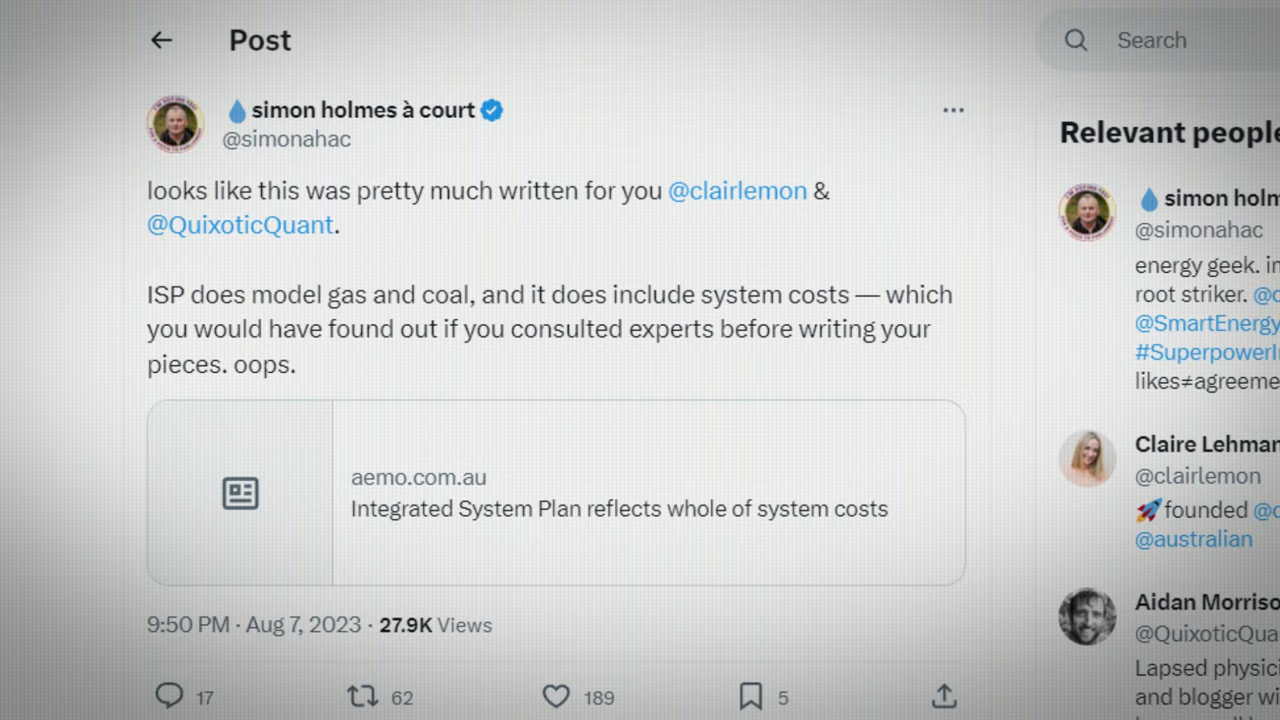 Post
Search
simon holmes à court
@simonahac
looks like this was pretty much written for you @clairlemon &
@QuixoticQuant.
ISP does model gas and coal, and it does include system costs — which
you would have found out if you consulted experts before writing your
pieces. oops.
aemo.com.au
Integrated System Plan reflects whole of system costs
9:50 PM · Aug 7, 2023 · 27.9K Views
17 62 189 5
Relevant people
simon holm
@simonahac
energy geek. in
root striker. @c
@SmartEnergy
#SuperpowerI
likes≠agreeme
Claire Lehman
@clairlemon
🚀founded @c
@australian
Aidan Morriso
@QuixoticQua
Lapsed physici
and blogger wi